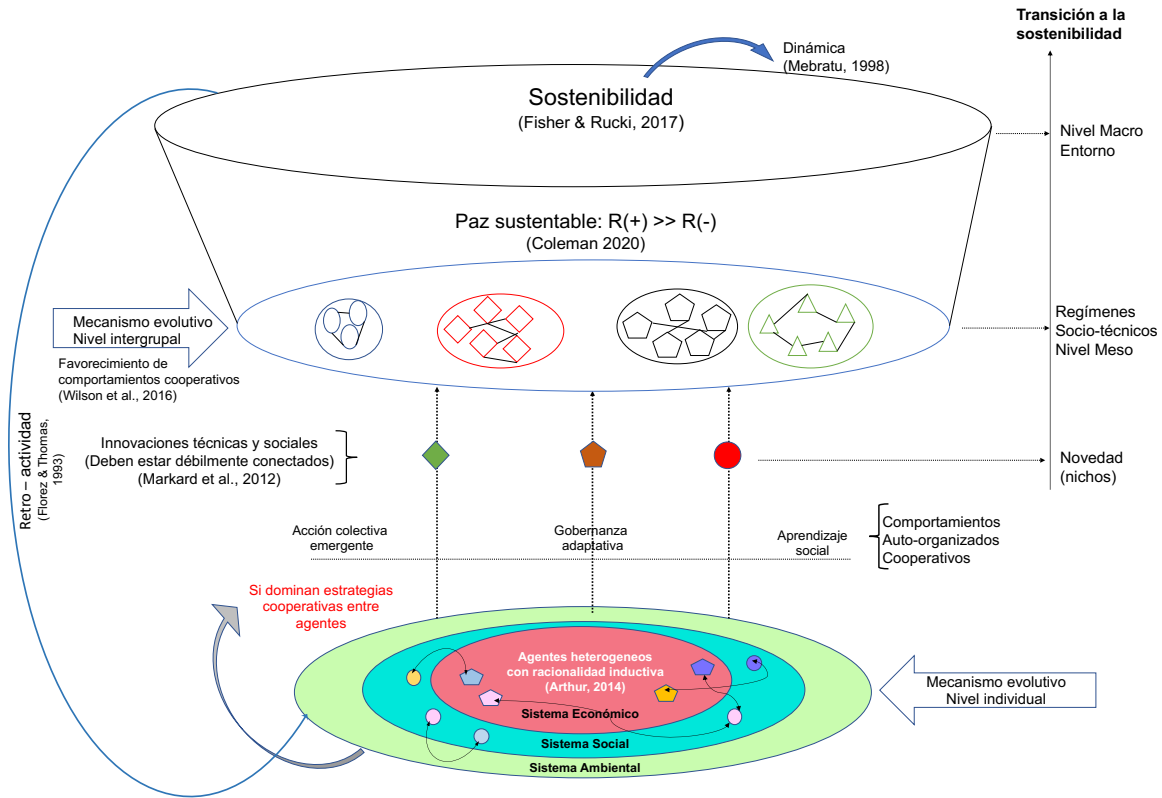 Transición a la
sostenibilidad
Dinámica
(Mebratu, 1998)
Sostenibilidad
(Fisher & Rucki, 2017)
Nivel Macro
Entorno
Paz sustentable: R(+) >> R(-)
(Coleman 2020)
Mecanismo evolutivo
Nivel intergrupal
Regímenes
Socio-técnicos
Nivel Meso
Favorecimiento de
comportamientos cooperativos
(Wilson et al., 2016)
Retro – actividad
(Florez & Thomas,
1993)
Innovaciones técnicas y sociales
(Deben estar débilmente conectados)
(Markard et al., 2012)
Novedad
(nichos)
Acción colectiva
emergente
Gobernanza
adaptativa
Aprendizaje
social
Comportamientos
Auto-organizados
Cooperativos
Si dominan estrategias
cooperativas entre
agentes
Agentes heterogeneos
con racionalidad inductiva
(Arthur, 2014)
Sistema Económico
Sistema Social
Sistema Ambiental
Mecanismo evolutivo
Nivel individual